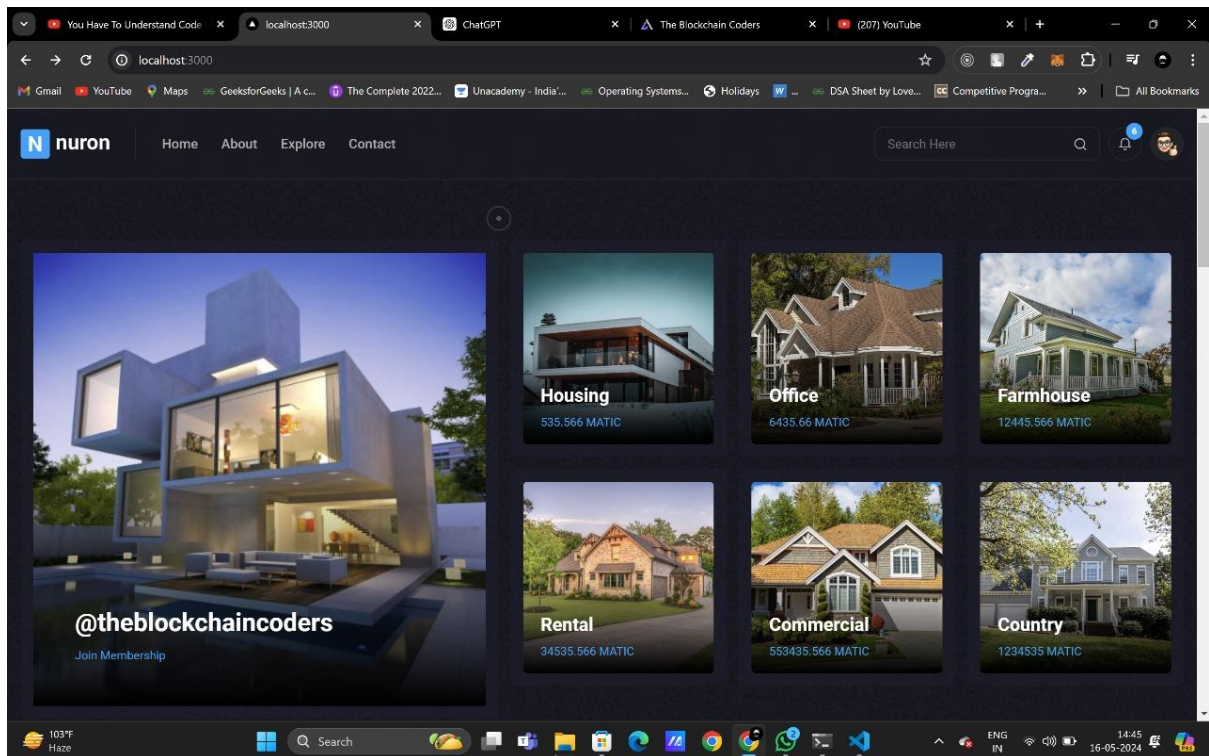 You Have To Understand Code
localhost:3000
ChatGPT
The Blockchain Coders
(207) YouTube
localhost:3000
Gmail
YouTube
Maps
GeeksforGeeks | A c...
The Complete 2022...
Unacademy - India'...
Operating Systems...
Holidays
W ...
DSA Sheet by Love...
CC Competitive Progra...
All Bookmarks
N nuron
Home
About
Explore
Contact
Search Here
6
Housing
535.566 MATIC
Office
6435.66 MATIC
Farmhouse
12445.566 MATIC
@theblockchaincoders
Join Membership
Rental
34535.566 MATIC
Commercial
553435.566 MATIC
Country
1234535 MATIC
103°F
Haze
Search
2
ENG
IN
14:45
16-05-2024